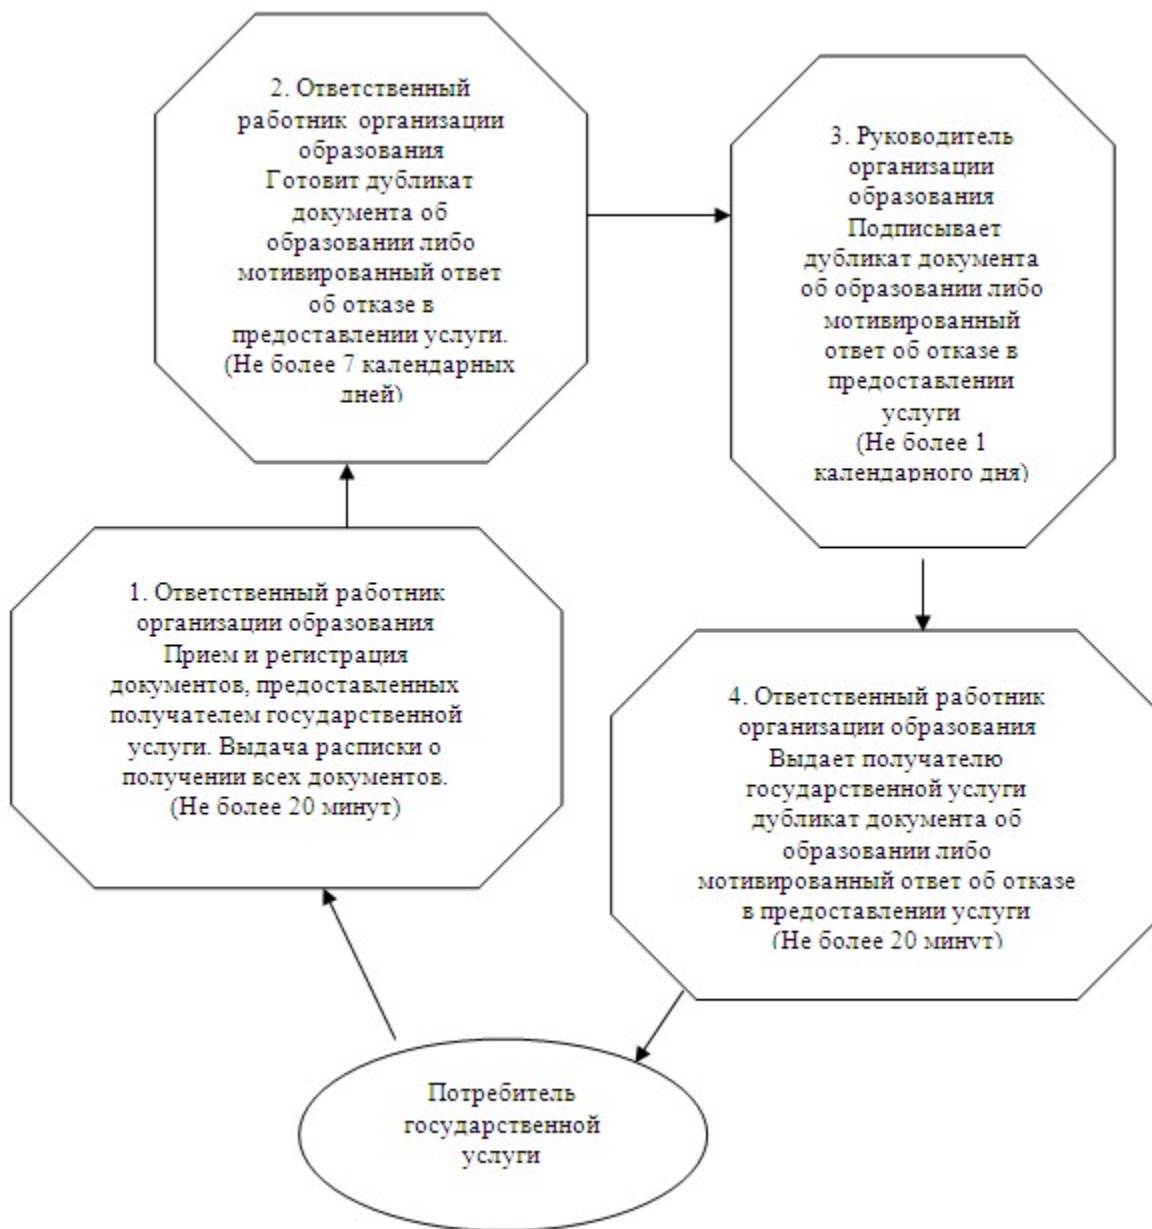 2. Ответственный
работник организации
образования
Готовит дубликат
документа об
образовании либо
мотивированный ответ
об отказе в
предоставлении услуги.
(Не более 7 календарных
дней)
3. Руководитель
организации
образования
Подписывает
дубликат документа
об образовании либо
мотивированный
ответ об отказе в
предоставлении
услуги
(Не более 1
календарного дня)
1. Ответственный работник
организации образования
Прием и регистрация
документов, предоставленных
получателем государственной
услуги. Выдача расписки о
получении всех документов.
(Не более 20 минут)
4. Ответственный работник
организации образования
Выдает получателю
государственной услуги
дубликат документа об
образовании либо
мотивированный ответ об отказе
в предоставлении услуги
(Не более 20 минут)
Потребитель
государственной
услуги